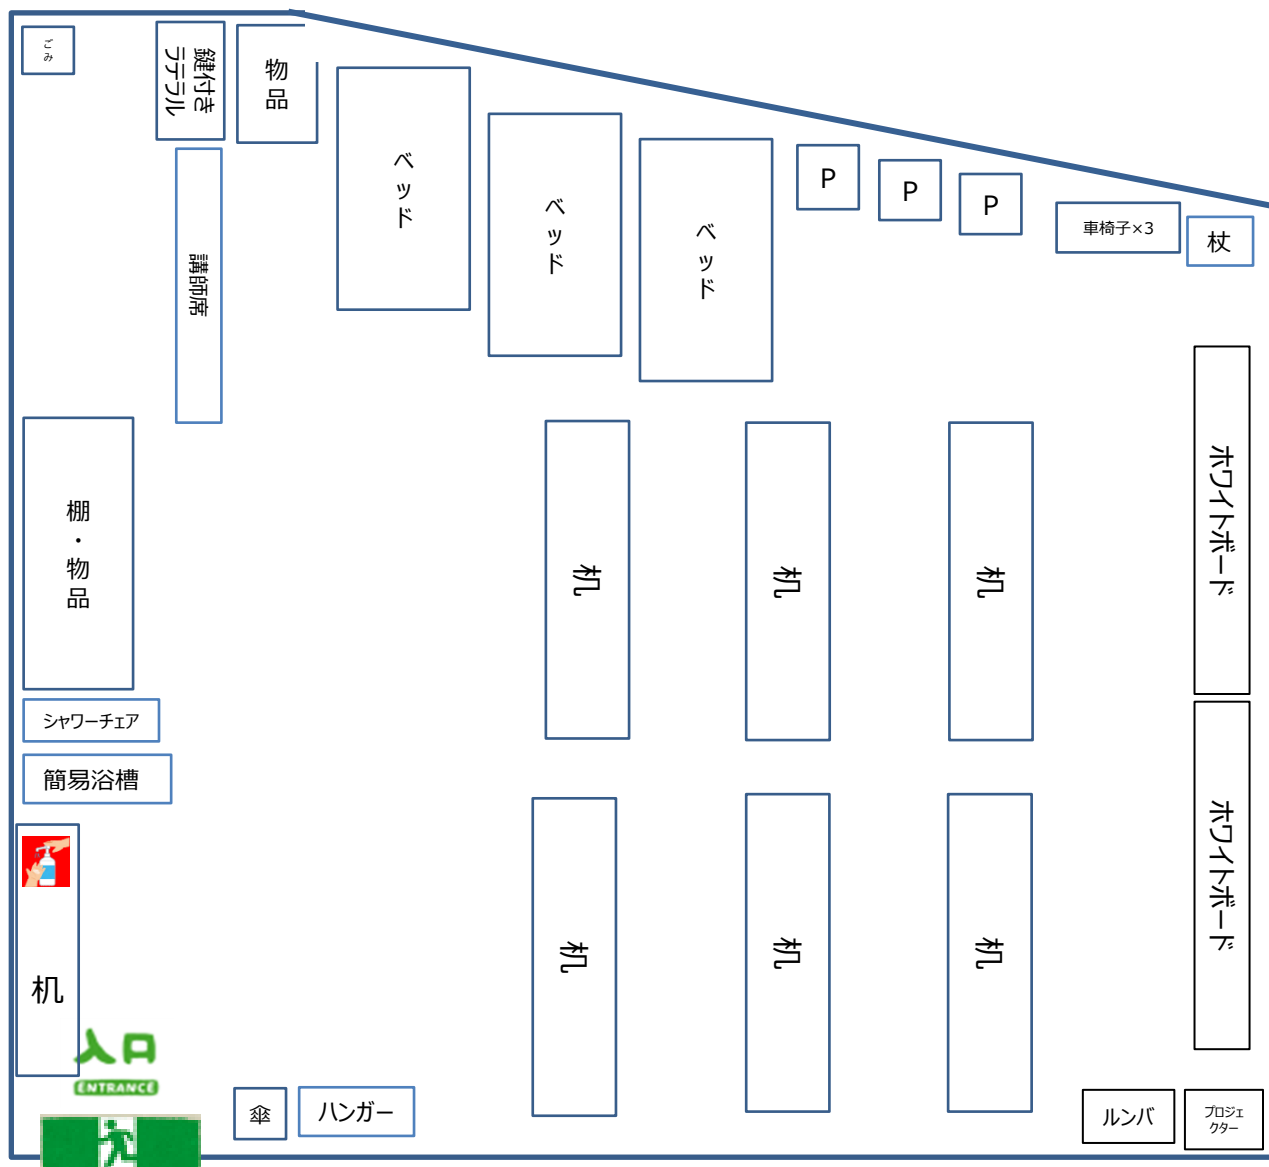 ごみ
鍵付き
ラテラル
物品
ベッド
ベッド
ベッド
P
P
P
車椅子×3
杖
講師席
棚・物品
シャワーチェア
簡易浴槽
机
机
机
机
机
机
机
ホワイトボード
ホワイトボード
入口
ENTRANCE
傘
ハンガー
ルンバ
プロジェ
クター